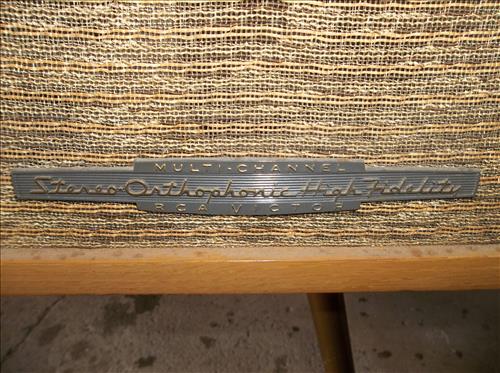 MULTI-CHANNEL
Stereo-Orthophonic High Fidelity
RCA VICTOR